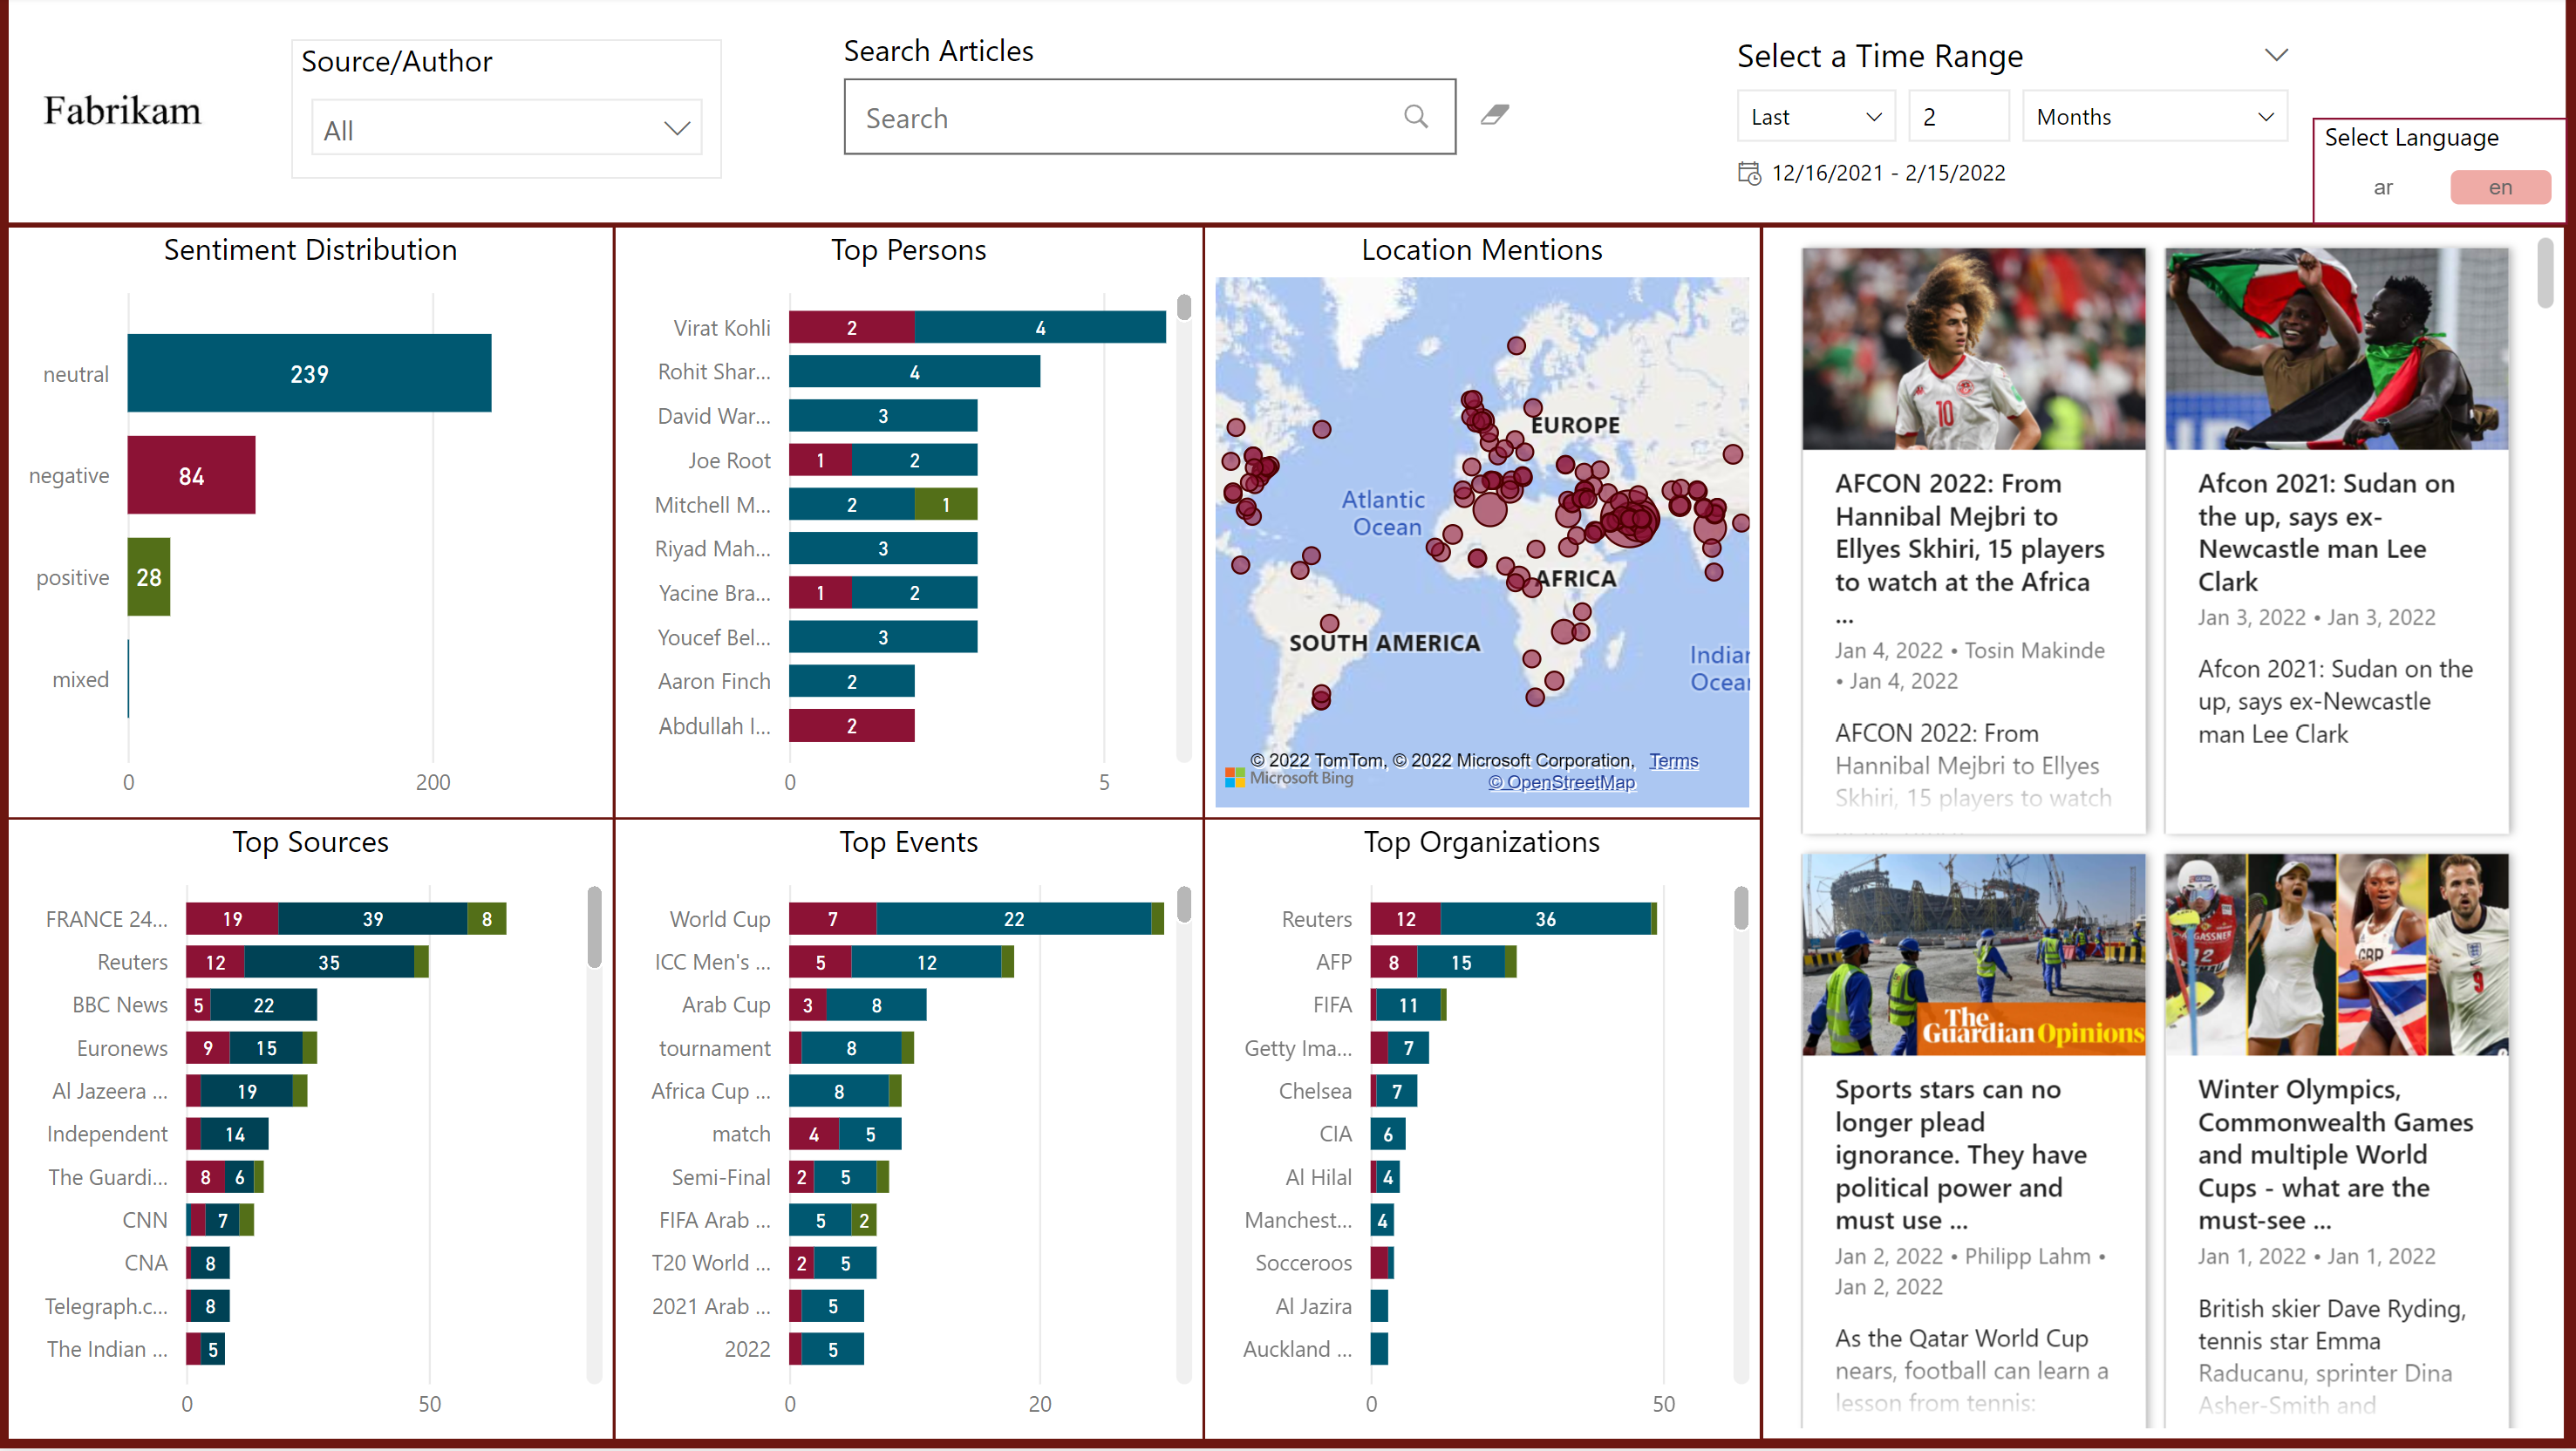 Fabrikam
Source/Author
All
Search Articles
Search
Select a Time Range
Last
2
Months
12/16/2021 - 2/15/2022
Select Language
ar
en
Sentiment Distribution
neutral
239
negative
84
positive
28
mixed
0
200
Top Persons
Virat Kohli
2
4
Rohit Shar...
4
David War...
3
Joe Root
1
2
Mitchell M...
2
1
Riyad Mah...
3
Yacine Bra...
1
2
Youcef Bel...
3
Aaron Finch
2
Abdullah I...
2
0
5
Location Mentions
EUROPE
Atlantic
Ocean
AFRICA
SOUTH AMERICA
Indian
Ocean
© 2022 TomTom, © 2022 Microsoft Corporation, Terms
Microsoft Bing
© OpenStreetMap
Top Sources
FRANCE 24...
19
39
8
Reuters
12
35
BBC News
5
22
Euronews
9
15
Al Jazeera ...
19
Independent
14
The Guardi...
8
6
CNN
7
CNA
8
Telegraph.c...
8
The Indian ...
5
0
50
Top Events
World Cup
7
22
ICC Men's ...
5
12
Arab Cup
3
8
tournament
8
Africa Cup ...
8
match
4
5
Semi-Final
2
5
FIFA Arab ...
5
2
T20 World ...
2
5
2021 Arab ...
5
2022
5
0
20
Top Organizations
Reuters
12
36
AFP
8
15
FIFA
11
Getty Ima...
7
Chelsea
7
CIA
6
Al Hilal
4
Manchest...
4
Socceroos
Al Jazira
Auckland ...
0
50
10
AFCON 2022: From
Hannibal Mejbri to
Ellyes Skhiri, 15 players
to watch at the Africa
...
Jan 4, 2022 • Tosin Makinde
• Jan 4, 2022
AFCON 2022: From
Hannibal Mejbri to Ellyes
Skhiri, 15 players to watch
Afcon 2021: Sudan on
the up, says ex-
Newcastle man Lee
Clark
Jan 3, 2022 • Jan 3, 2022
Afcon 2021: Sudan on the
up, says ex-Newcastle
man Lee Clark
The
Guardian Opinions
Sports stars can no
longer plead
ignorance. They have
political power and
must use ...
Jan 2, 2022 • Philipp Lahm •
Jan 2, 2022
As the Qatar World Cup
nears, football can learn a
lesson from tennis:
GASSNER
12
GBR
9
Winter Olympics,
Commonwealth Games
and multiple World
Cups - what are the
must-see ...
Jan 1, 2022 • Jan 1, 2022
British skier Dave Ryding,
tennis star Emma
Raducanu, sprinter Dina
Asher-Smith and